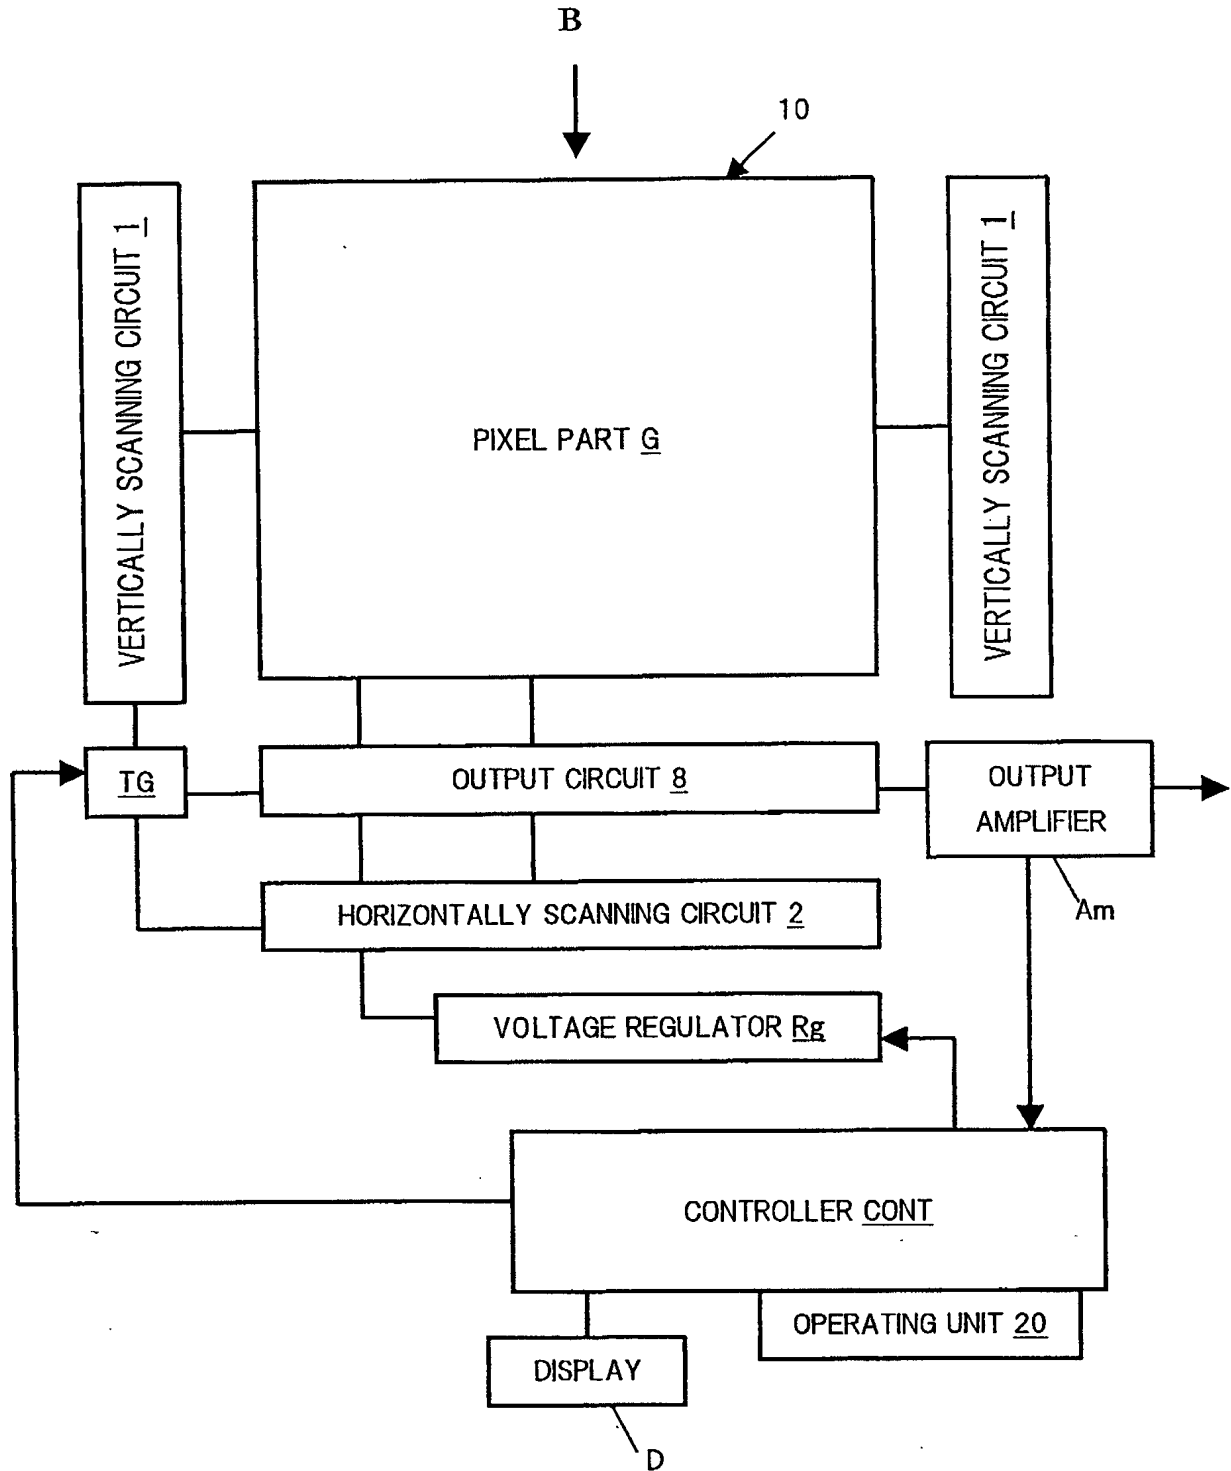 B
10
VERTICALLY SCANNING CIRCUIT 1
PIXEL PART G
VERTICALLY SCANNING CIRCUIT 1
TG
OUTPUT CIRCUIT 8
OUTPUT
AMPLIFIER
HORIZONTALLY SCANNING CIRCUIT 2
Am
VOLTAGE REGULATOR Rg
CONTROLLER CONT
OPERATING UNIT 20
DISPLAY
D